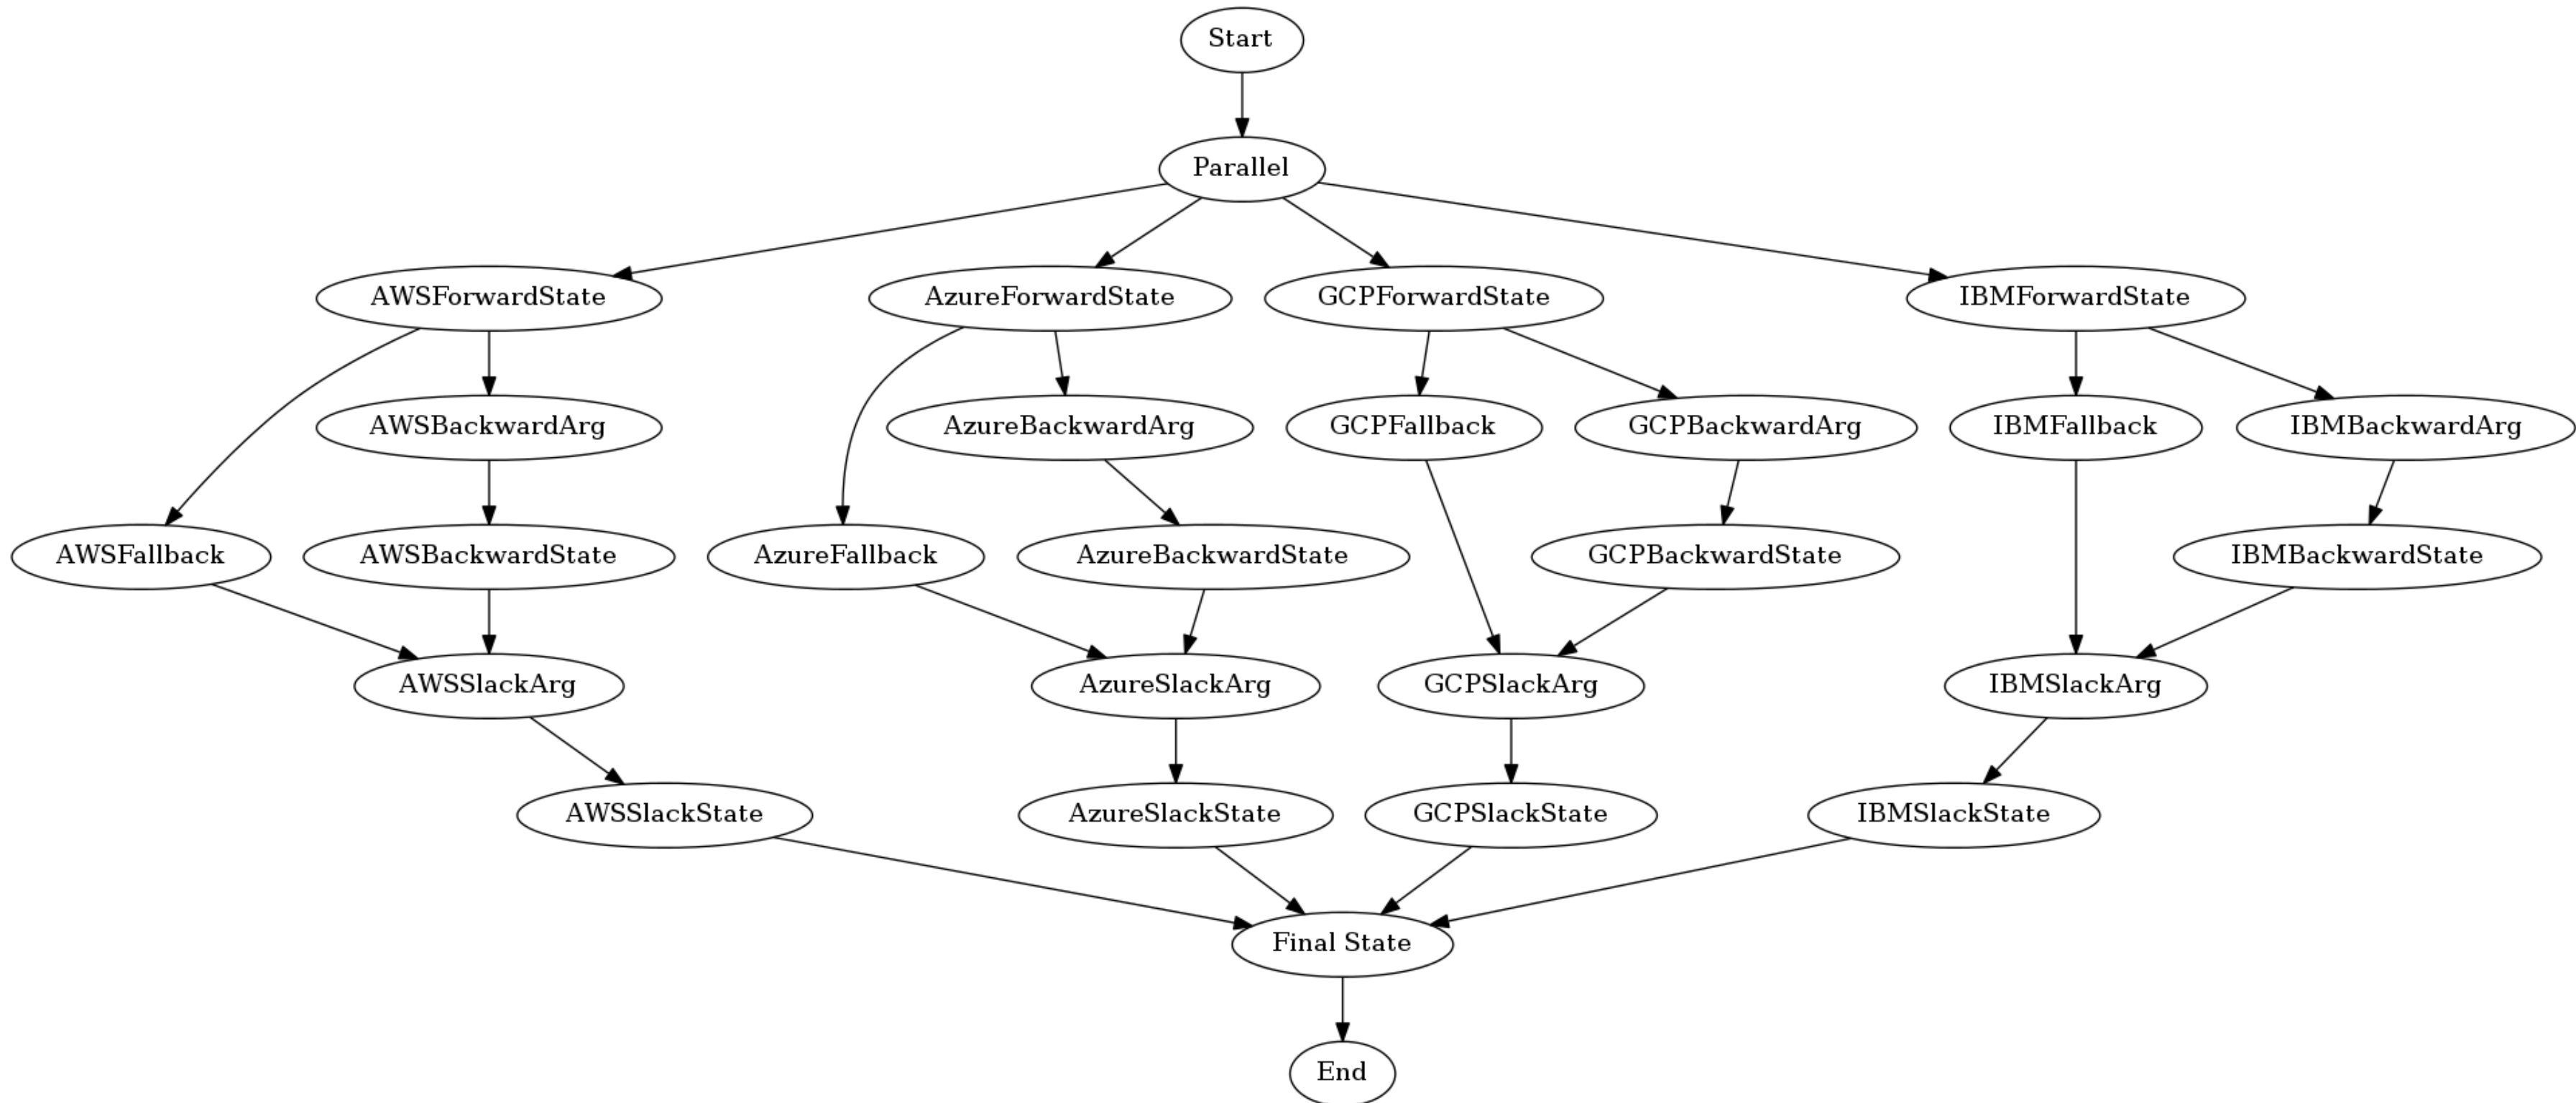 Start
Parallel
AWSForwardState
AzureForwardState
GCPForwardState
IBMForwardState
AWSBackwardArg
AzureBackwardArg
GCPFallback
GCPBackwardArg
IBMFallback
IBMBackwardArg
AWSFallback
AWSBackwardState
AzureFallback
AzureBackwardState
GCPBackwardState
IBMBackwardState
AWSSlackArg
AzureSlackArg
GCPSlackArg
IBMSlackArg
AWSSlackState
AzureSlackState
GCPSlackState
IBMSlackState
Final State
End